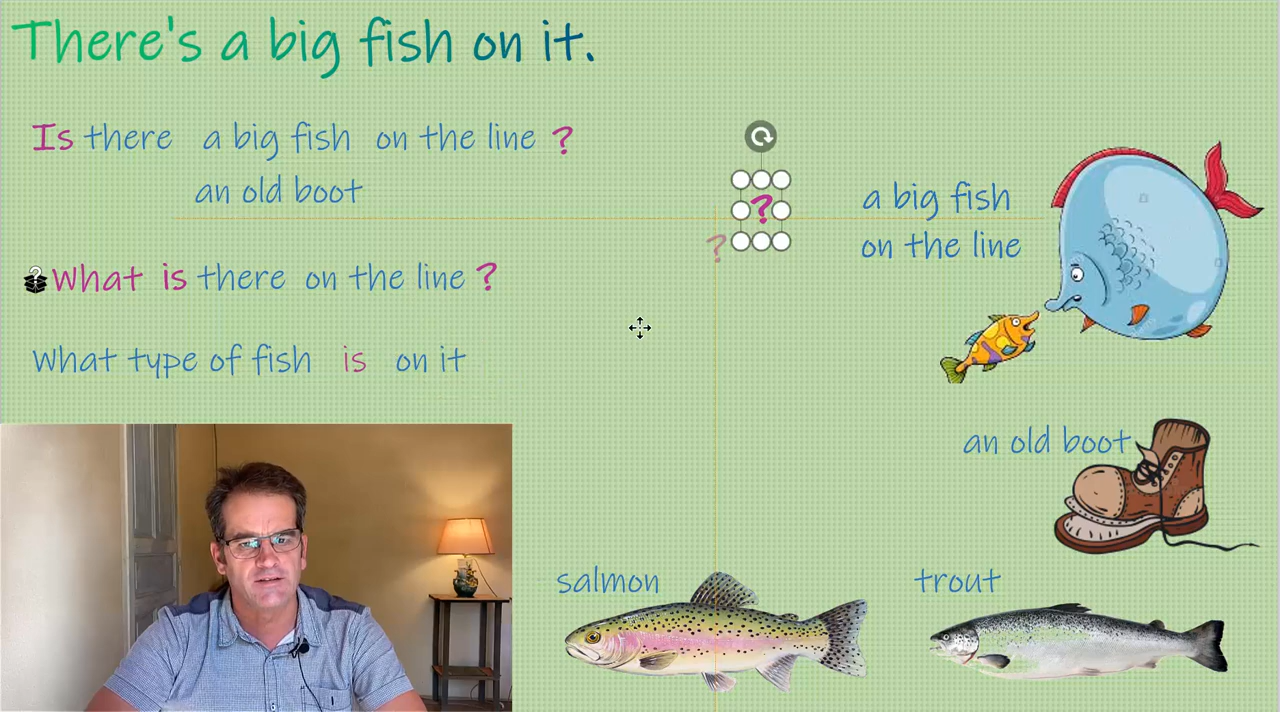 There's a big fish on it.
Is there a big fish on the line ?
an old boot
What is there on the line ?
What type of fish is on it
?
?
a big fish
on the line
an old boot
salmon
trout